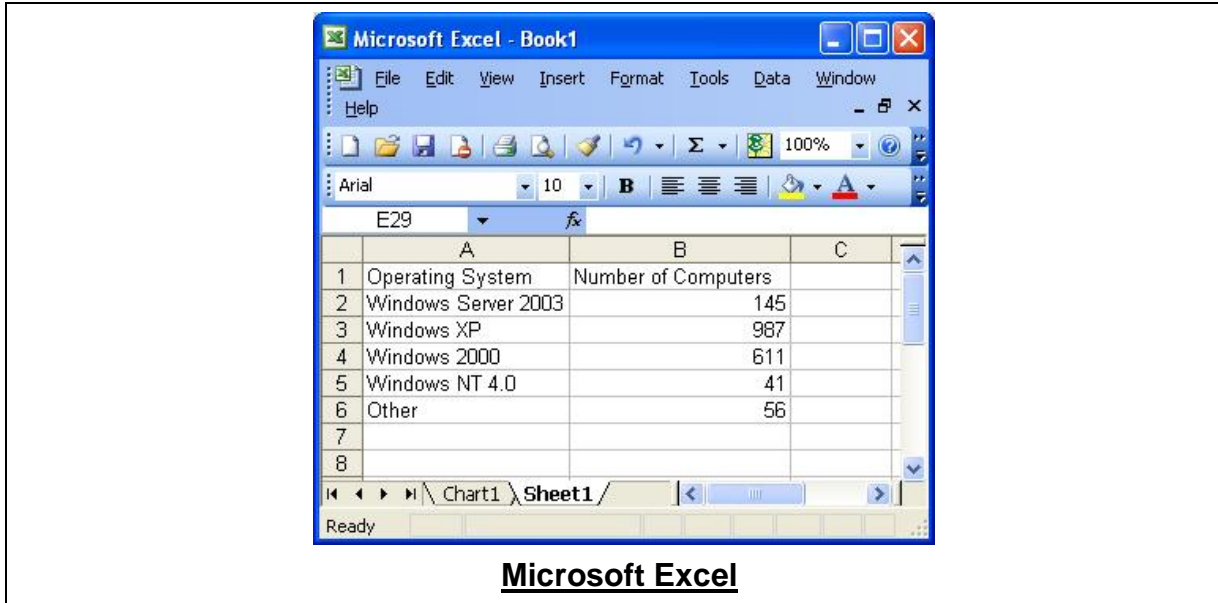 Microsoft Excel - Book1
File Edit View Insert Format Tools Data Window
Help
Σ 100%
Arial 10 B A
E29 fx
A B C
1 Operating System Number of Computers
2 Windows Server 2003 145
3 Windows XP 987
4 Windows 2000 611
5 Windows NT 4.0 41
6 Other 56
7
8
Chart1 Sheet1
Ready
Microsoft Excel